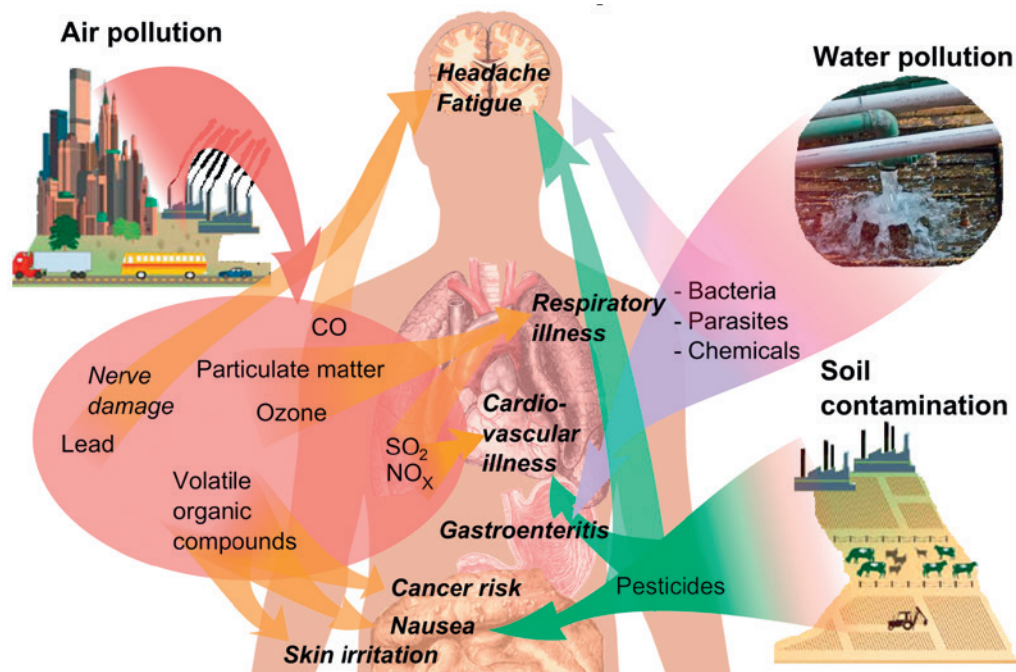 Air pollution
Water pollution
Headache
Fatigue
- Bacteria
- Parasites
- Chemicals
Respiratory
illness
CO
Particulate matter
Nerve
damage
Ozone
Lead
Cardio-
vascular
illness
SO₂
NOₓ
Soil
contamination
Volatile
organic
compounds
Gastroenteritis
Pesticides
Cancer risk
Nausea
Skin irritation